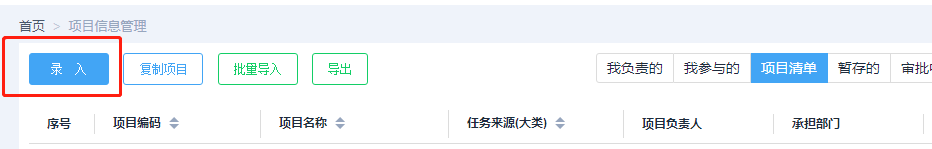 首页 > 项目信息管理
录 入 复制项目 批量导入 导出 我负责的 我参与的 项目清单 暂存的 审批
序号 项目编码 项目名称 任务来源(大类) 项目负责人 承担部门